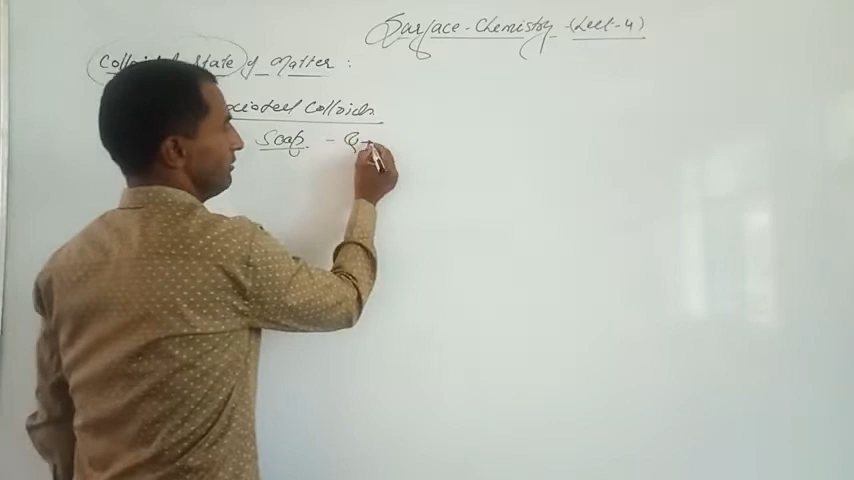 Surface-Chemistry (Lect-4)
State of Matter :
Colloids
Soap -